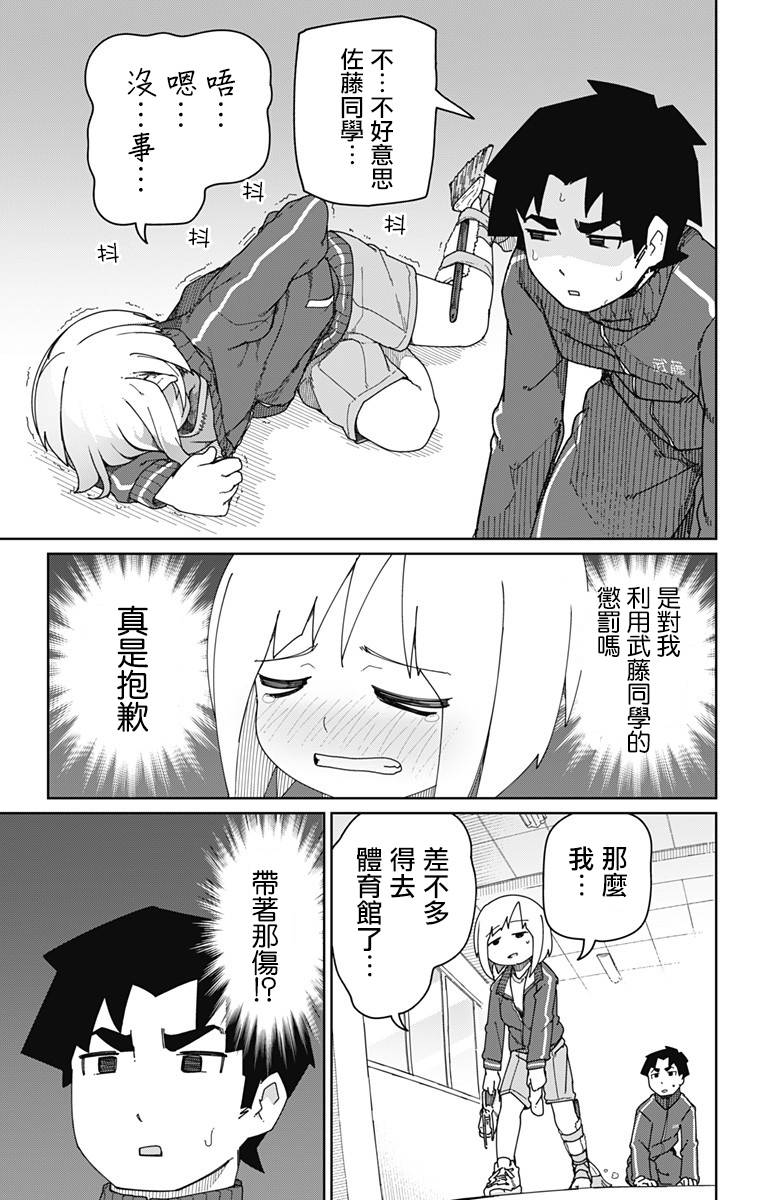 不…不好意思
佐藤同學…
唔…
嗯…
沒…事…
抖
抖
抖
抖
武藤
是對我
利用武藤同學的
懲罰嗎
真是抱歉
那麼
我…
差不多
得去
體育館了…
帶著那傷!?